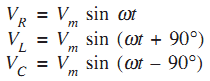 V_R = V_m sin ωt
V_L = V_m sin (ωt + 90°)
V_C = V_m sin (ωt – 90°)